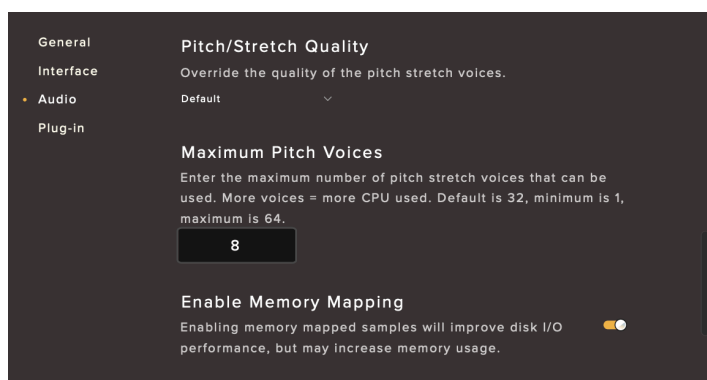 General
Interface
Audio
Plug-in
Pitch/Stretch Quality
Override the quality of the pitch stretch voices.
Default
Maximum Pitch Voices
Enter the maximum number of pitch stretch voices that can be
used. More voices = more CPU used. Default is 32, minimum is 1,
maximum is 64.
8
Enable Memory Mapping
Enabling memory mapped samples will improve disk I/O
performance, but may increase memory usage.